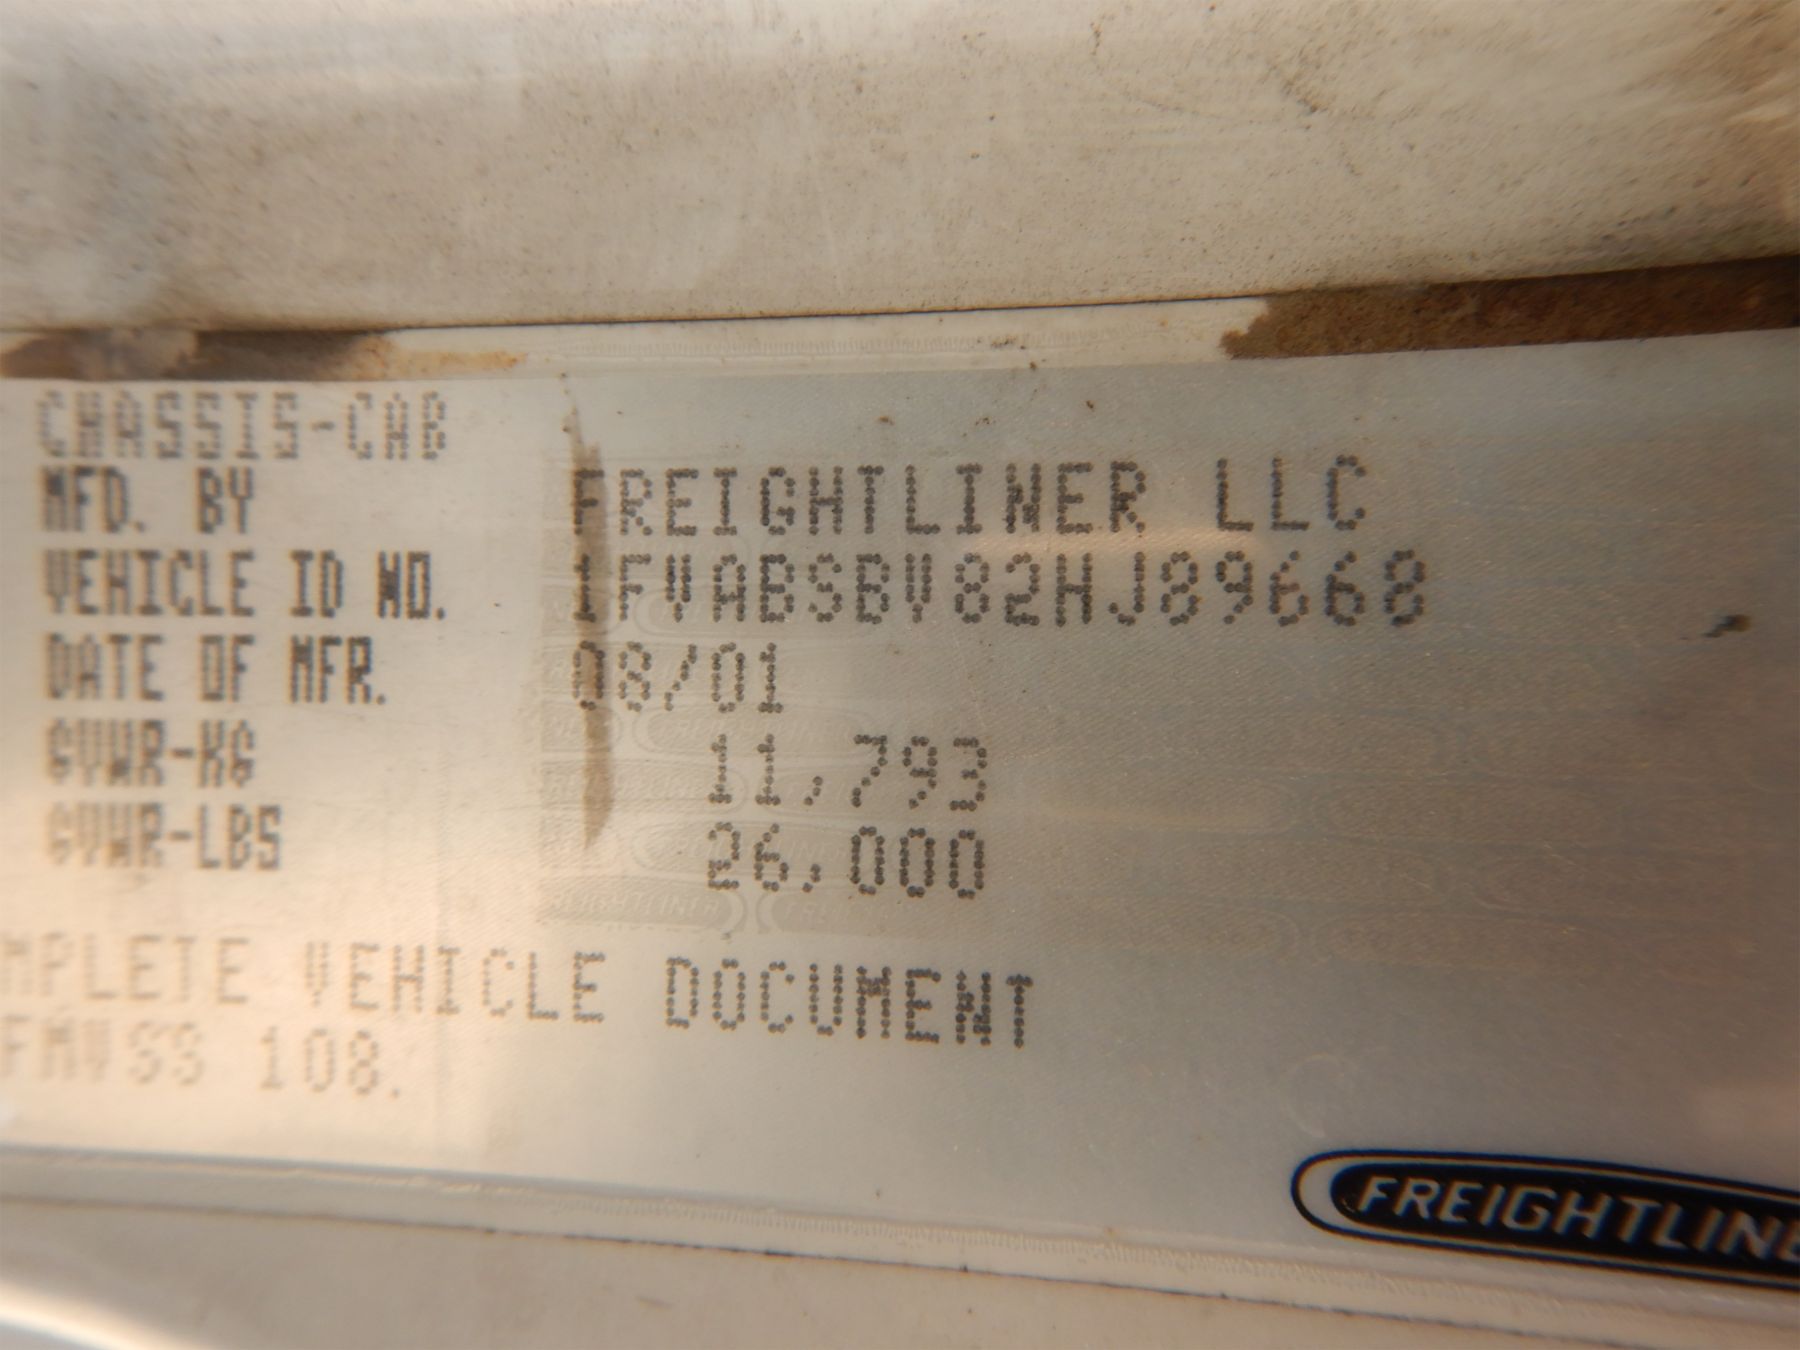 CHASSIS-CAB
MFD. BY FREIGHTLINER LLC
VEHICLE ID NO. 1FVABSBV82HJ89668
DATE OF MFR. 08/01
GVWR-KG 11,793
GVWR-LBS 26,000
MPLETE VEHICLE DOCUMENT
FMVSS 108.
FREIGHTLINE